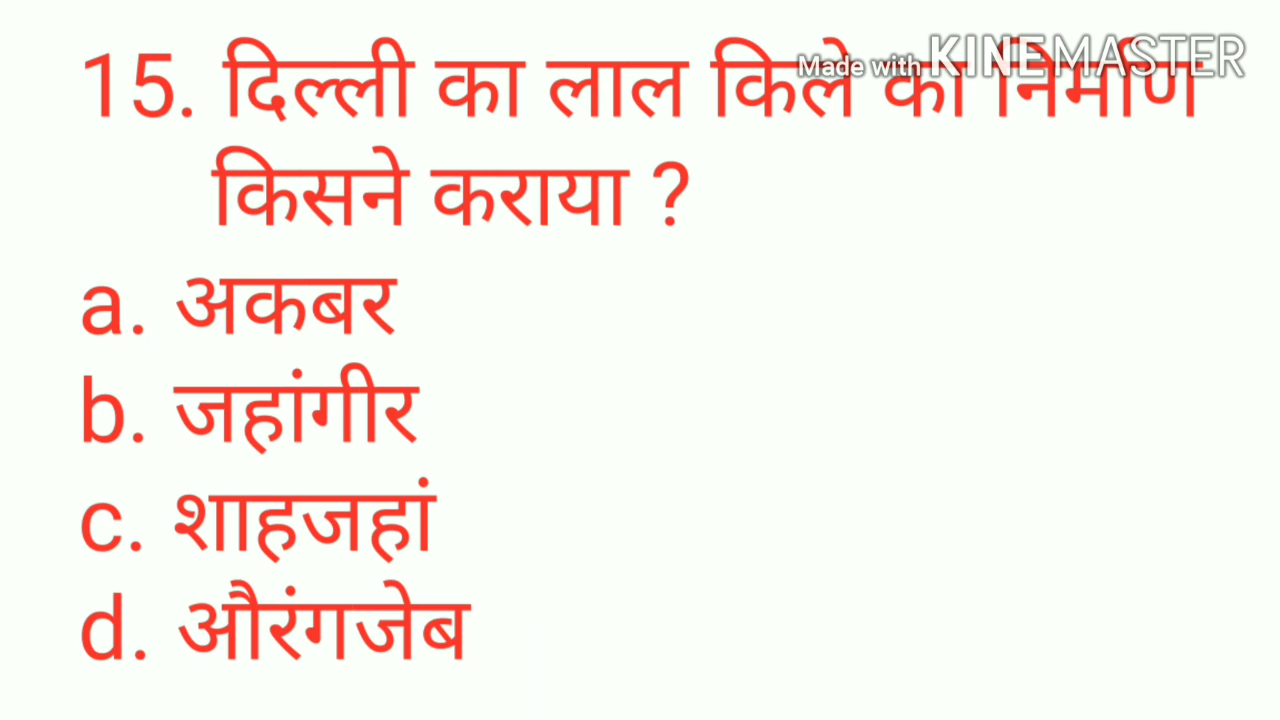 15. दिल्ली का लाल किले का निर्माण
Made with KINEMASTER
किसने कराया ?
a. अकबर
b. जहांगीर
c. शाहजहां
d. औरंगजेब